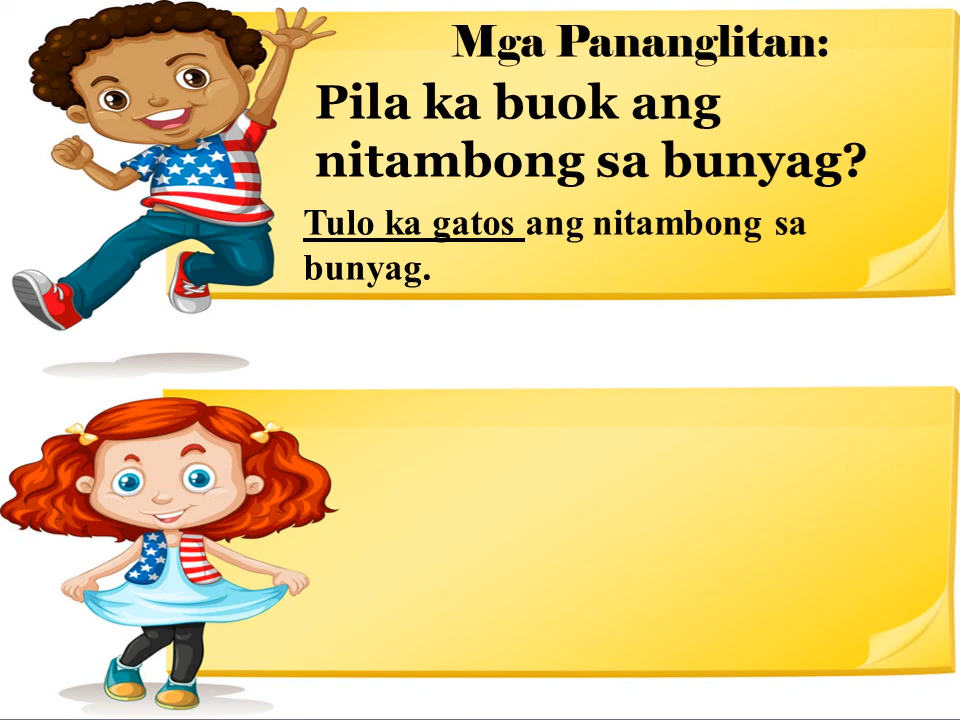 Mga Pananglitan:
Pila ka buok ang
nitambong sa bunyag?
Tulo ka gatos ang nitambong sa
bunyag.